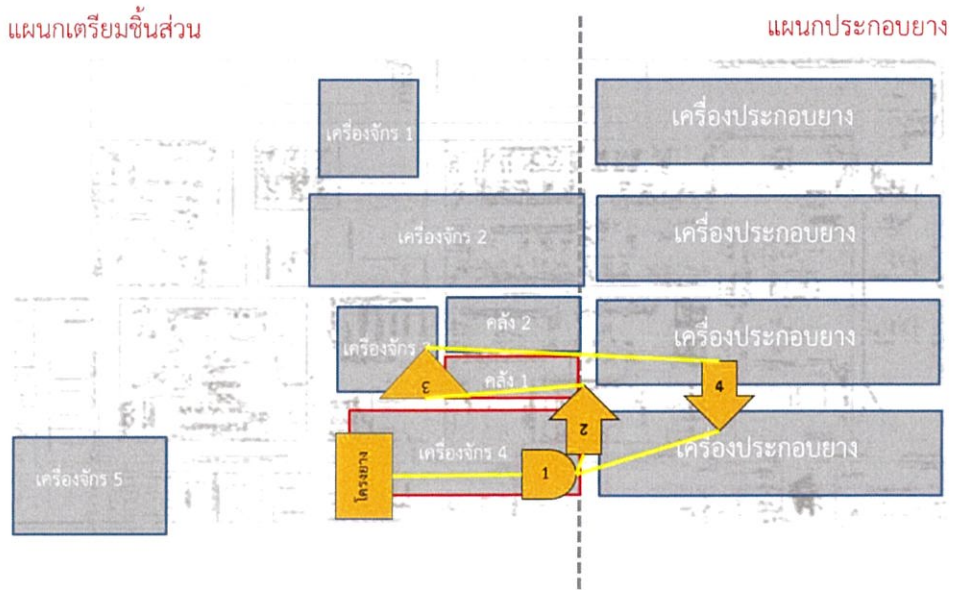 แผนกเตรียมชิ้นส่วน
แผนกประกอบยาง
เครื่องจักร 1
เครื่องประกอบยาง
เครื่องจักร 2
เครื่องประกอบยาง
คลัง 2
เครื่องจักร
เครื่องประกอบยาง
คลัง 1
3
4
2
เครื่องจักร 4
เครื่องประกอบยาง
โครงยาง
1
เครื่องจักร 5